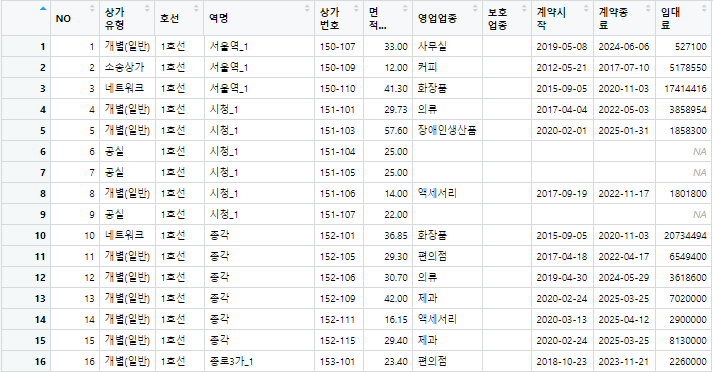 NO 상가 유형 호선 역명 상가 번호 면 적... 영업업종 보호 업종 계약시 작 계약종 료 임대 료
1 1 개별(일반) 1호선 서울역_1 150-107 33.00 사무실 2019-05-08 2024-06-06 527100
2 2 소송상가 1호선 서울역_1 150-109 12.00 커피 2012-05-21 2017-07-10 5178550
3 3 네트워크 1호선 서울역_1 150-110 41.30 화장품 2015-09-05 2020-11-03 17414416
4 4 개별(일반) 1호선 시청_1 151-101 29.73 의류 2017-04-04 2022-05-03 3858954
5 5 개별(일반) 1호선 시청_1 151-103 57.60 장애인생산품 2020-02-01 2025-01-31 1858300
6 6 공실 1호선 시청_1 151-104 25.00 NA
7 7 공실 1호선 시청_1 151-105 25.00 NA
8 8 개별(일반) 1호선 시청_1 151-106 14.00 액세서리 2017-09-19 2022-11-17 1801800
9 9 공실 1호선 시청_1 151-107 22.00 NA
10 10 네트워크 1호선 종각 152-101 36.85 화장품 2015-09-05 2020-11-03 20734494
11 11 개별(일반) 1호선 종각 152-105 29.30 편의점 2017-04-18 2022-04-17 6549400
12 12 개별(일반) 1호선 종각 152-106 30.70 의류 2019-04-30 2024-05-29 3618600
13 13 개별(일반) 1호선 종각 152-109 42.00 제과 2020-02-24 2025-03-25 7020000
14 14 개별(일반) 1호선 종각 152-111 16.15 액세서리 2020-03-13 2025-04-12 2900000
15 15 개별(일반) 1호선 종각 152-115 29.40 제과 2020-02-24 2025-03-25 8130000
16 16 개별(일반) 1호선 종로3가_1 153-101 23.40 편의점 2018-10-23 2023-11-21 2260000